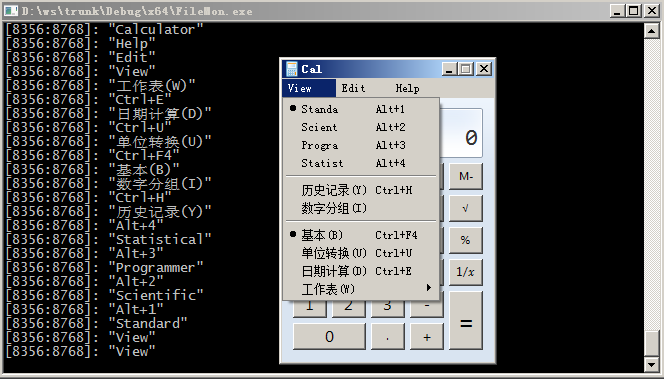 D:\ws\trunk\Debug\x64\FileMon.exe
[8356:8768]: "Calculator"
[8356:8768]: "Help"
[8356:8768]: "Edit"
[8356:8768]: "View"
[8356:8768]: "工作表(W)"
[8356:8768]: "Ctrl+E"
[8356:8768]: "日期计算(D)"
[8356:8768]: "Ctrl+U"
[8356:8768]: "单位转换(U)"
[8356:8768]: "Ctrl+F4"
[8356:8768]: "基本(B)"
[8356:8768]: "数字分组(I)"
[8356:8768]: "Ctrl+H"
[8356:8768]: "历史记录(Y)"
[8356:8768]: "Alt+4"
[8356:8768]: "Statistical"
[8356:8768]: "Alt+3"
[8356:8768]: "Programmer"
[8356:8768]: "Alt+2"
[8356:8768]: "Scientific"
[8356:8768]: "Alt+1"
[8356:8768]: "Standard"
[8356:8768]: "View"
[8356:8768]: "View"
Cal
View Edit Help
Standa Alt+1
Scient Alt+2
Progra Alt+3
Statist Alt+4
历史记录(Y) Ctrl+H
数字分组(I)
基本(B) Ctrl+F4
单位转换(U) Ctrl+U
日期计算(D) Ctrl+E
工作表(W)
0
M-
√
%
1/x
1 2 3 - =
0 . +